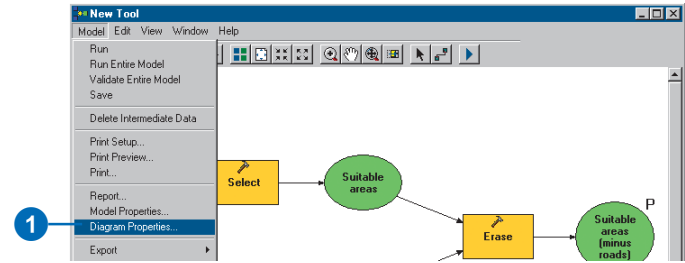 New Tool
Model Edit View Window Help
Run
Run Entire Model
Validate Entire Model
Save
Delete Intermediate Data
Print Setup...
Print Preview...
Print...
Report...
Model Properties...
Diagram Properties...
Export
1
Select
Suitable
areas
Erase
P
Suitable
areas
(minus
roads)